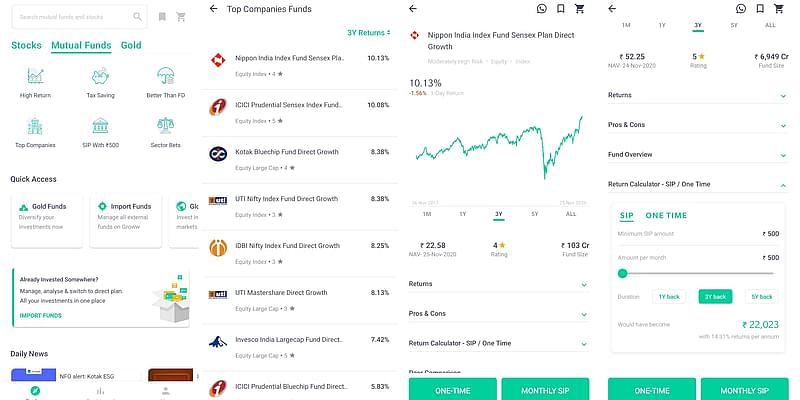 Search mutual funds, stocks and more
Stocks Mutual Funds Gold
High Return
Tax Saving
Better Than FD
Top Companies
SIP With ₹500
Sector Bets
Quick Access
Gold Funds
Diversify your
investments now
Import Funds
Manage all external
funds on Groww
Glo
Invest in
markets
Already Invested Somewhere?
Manage, analyse & switch to direct plan.
All your investments in one place
IMPORT FUNDS
Daily News
NFO alert: Kotak ESG
Top Companies Funds
3Y Returns
Nippon India Index Fund Sensex Pla.. 10.13%
Equity Index • 4 ★
ICICI Prudential Sensex Index Fund.. 10.08%
Equity Index • 5 ★
Kotak Bluechip Fund Direct Growth 8.38%
Equity Large Cap • 4 ★
UTI Nifty Index Fund Direct Growth 8.38%
Equity Index • 3 ★
IDBI Nifty Index Fund Direct Growth 8.25%
Equity Index • 3 ★
UTI Mastershare Direct Growth 8.13%
Equity Large Cap • 3 ★
Invesco India Largecap Fund Direct.. 7.42%
Equity Large Cap • 5 ★
ICICI Prudential Bluechip Fund Direct.. 5.83%
Nippon India Index Fund Sensex Plan Direct
Growth
Moderately High Risk • Equity • Index
10.13%
-1.56% 1-Day Return
26 Nov 2017 25 Nov 2020
1M 1Y 3Y 5Y ALL
₹ 22.58 4 ★ ₹ 103 Cr
NAV- 25-Nov-2020 Rating Fund Size
Returns
Pros & Cons
Return Calculator - SIP / One Time
Peer Comparison
ONE-TIME MONTHLY SIP
1M 1Y 3Y 5Y ALL
₹ 52.25 5 ★ ₹ 6,949 Cr
NAV- 24-Nov-2020 Rating Fund Size
Returns
Pros & Cons
Fund Overview
Return Calculator - SIP / One Time
SIP ONE TIME
Minimum SIP amount ₹ 500
Amount per month ₹ 500
Duration 1Y back 3Y back 5Y back
Would have become ₹ 22,023
with 14.31% returns per annum
ONE-TIME MONTHLY SIP